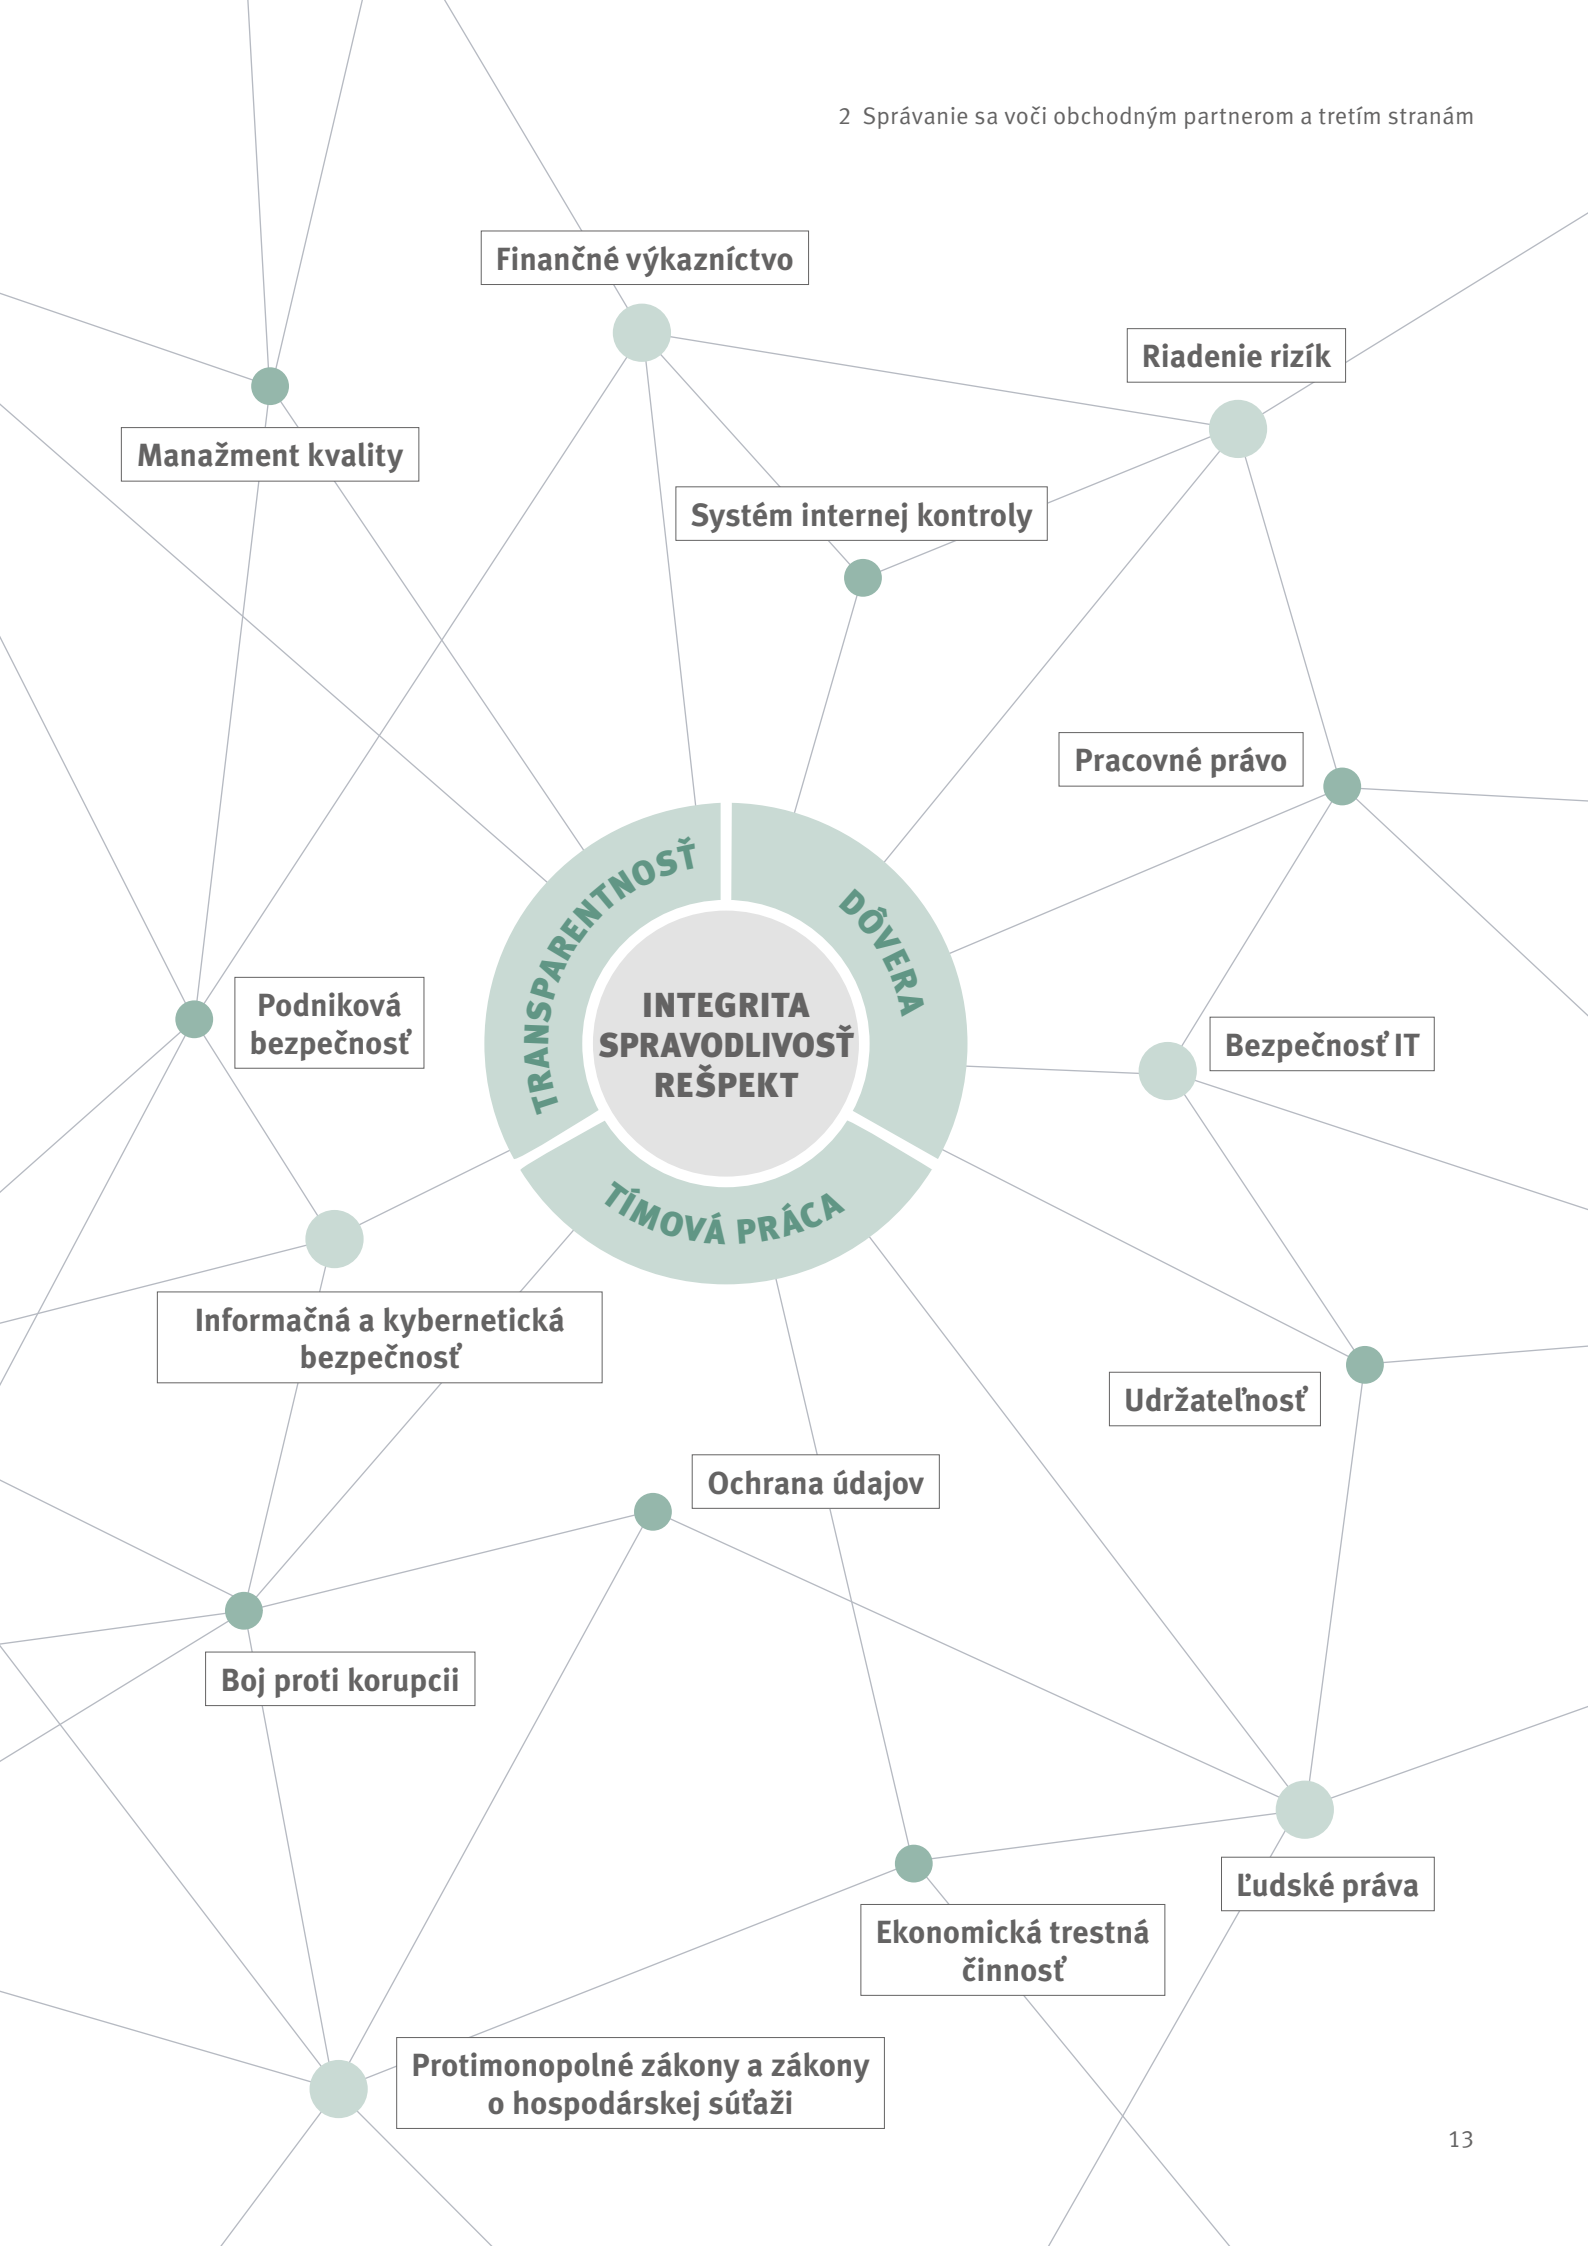 2 Správanie sa voči obchodným partnerom a tretím stranám
Finančné výkazníctvo
Riadenie rizík
Manažment kvality
Systém internej kontroly
Pracovné právo
TRANSPARENTNOSŤ
DÔVERA
INTEGRITA
SPRAVODLIVOSŤ
REŠPEKT
TÍMOVÁ PRÁCA
Podniková
bezpečnosť
Bezpečnosť IT
Informačná a kybernetická
bezpečnosť
Udržateľnosť
Ochrana údajov
Boj proti korupcii
Ľudské práva
Ekonomická trestná
činnosť
Protimonopolné zákony a zákony
o hospodárskej súťaži
13